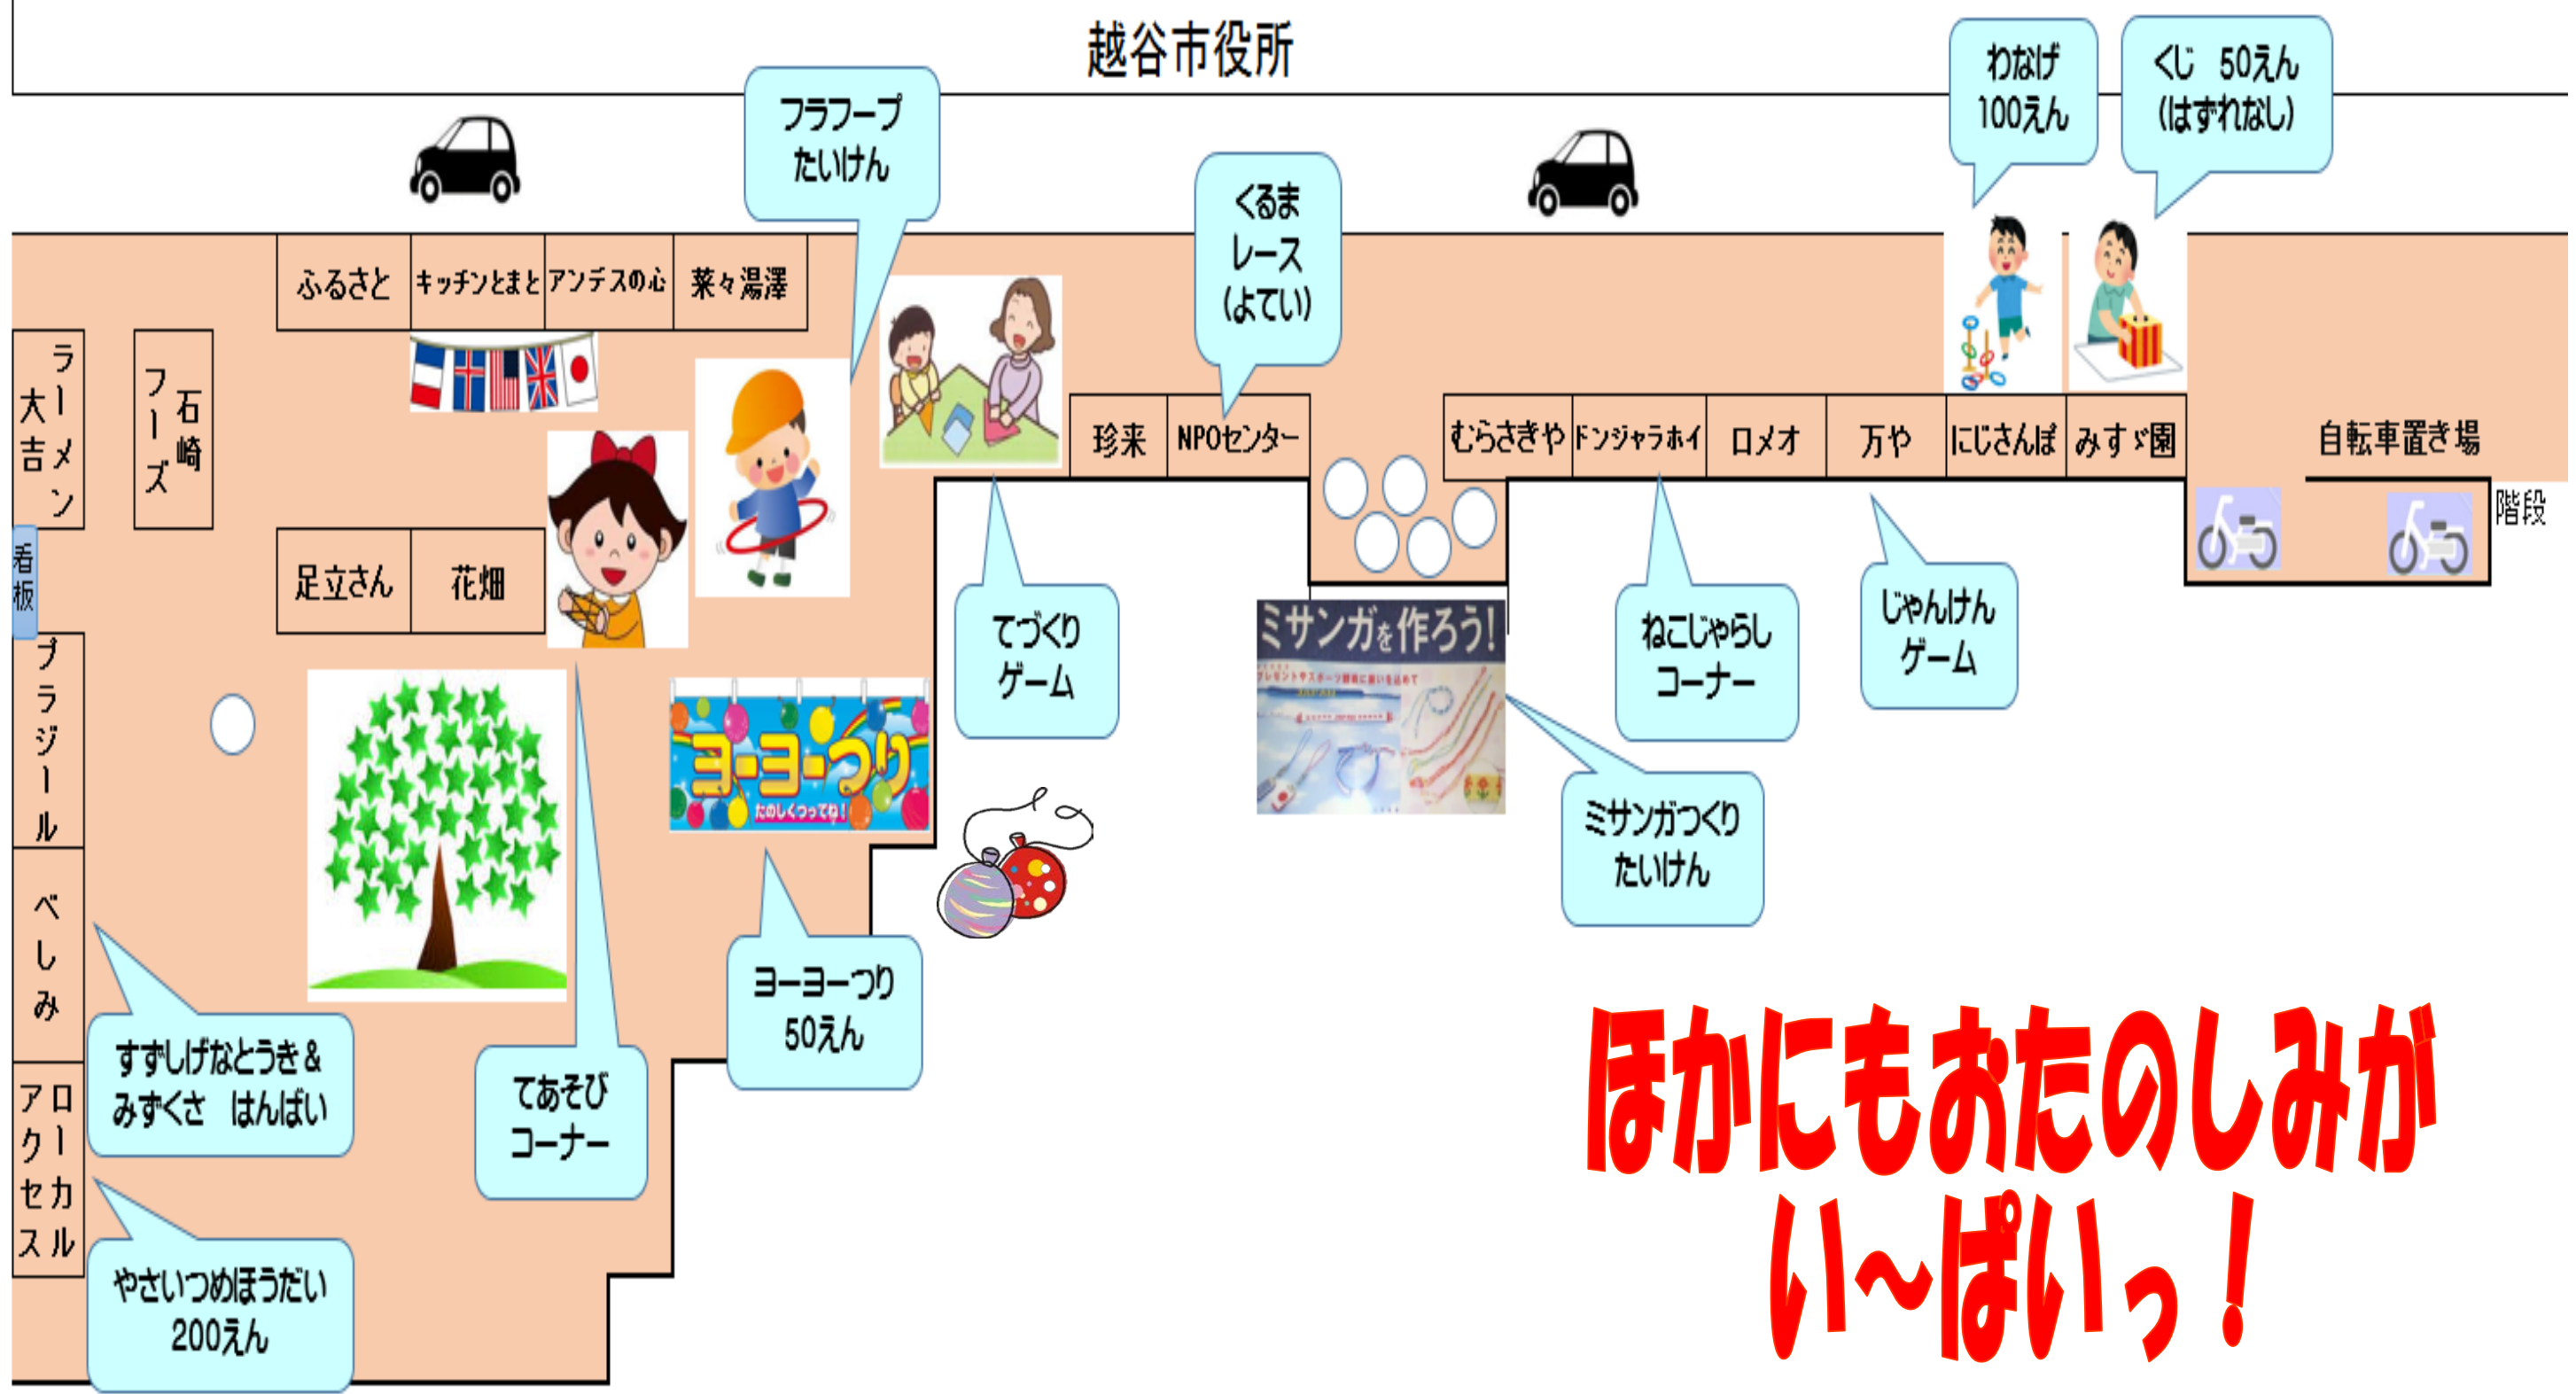 越谷市役所
わなげ
100えん
くじ　50えん
(はずれなし)
フラフープ
たいけん
くるま
レース
(よてい)
ふるさと
キッチンとまと
アンデスの心
菜々湯澤
ラーメン
大吉
石崎
フーズ
珍来
NPOセンター
むらさきや
ドンジャラホイ
ロメオ
万や
にじさんぽ
みすゞ園
自転車置き場
階段
看板
足立さん
花畑
てづくり
ゲーム
ミサンガを作ろう!
ねこじゃらし
コーナー
じゃんけん
ゲーム
ブラジール
ヨーヨーつり
たのしくつってね!
ミサンガつくり
たいけん
べしみ
すずしげなとうき＆
みずくさ　はんばい
ヨーヨーつり
50えん
てあそび
コーナー
ローカル
アクセス
やさいつめほうだい
200えん
ほかにもおたのしみが
い～ぱいっ！